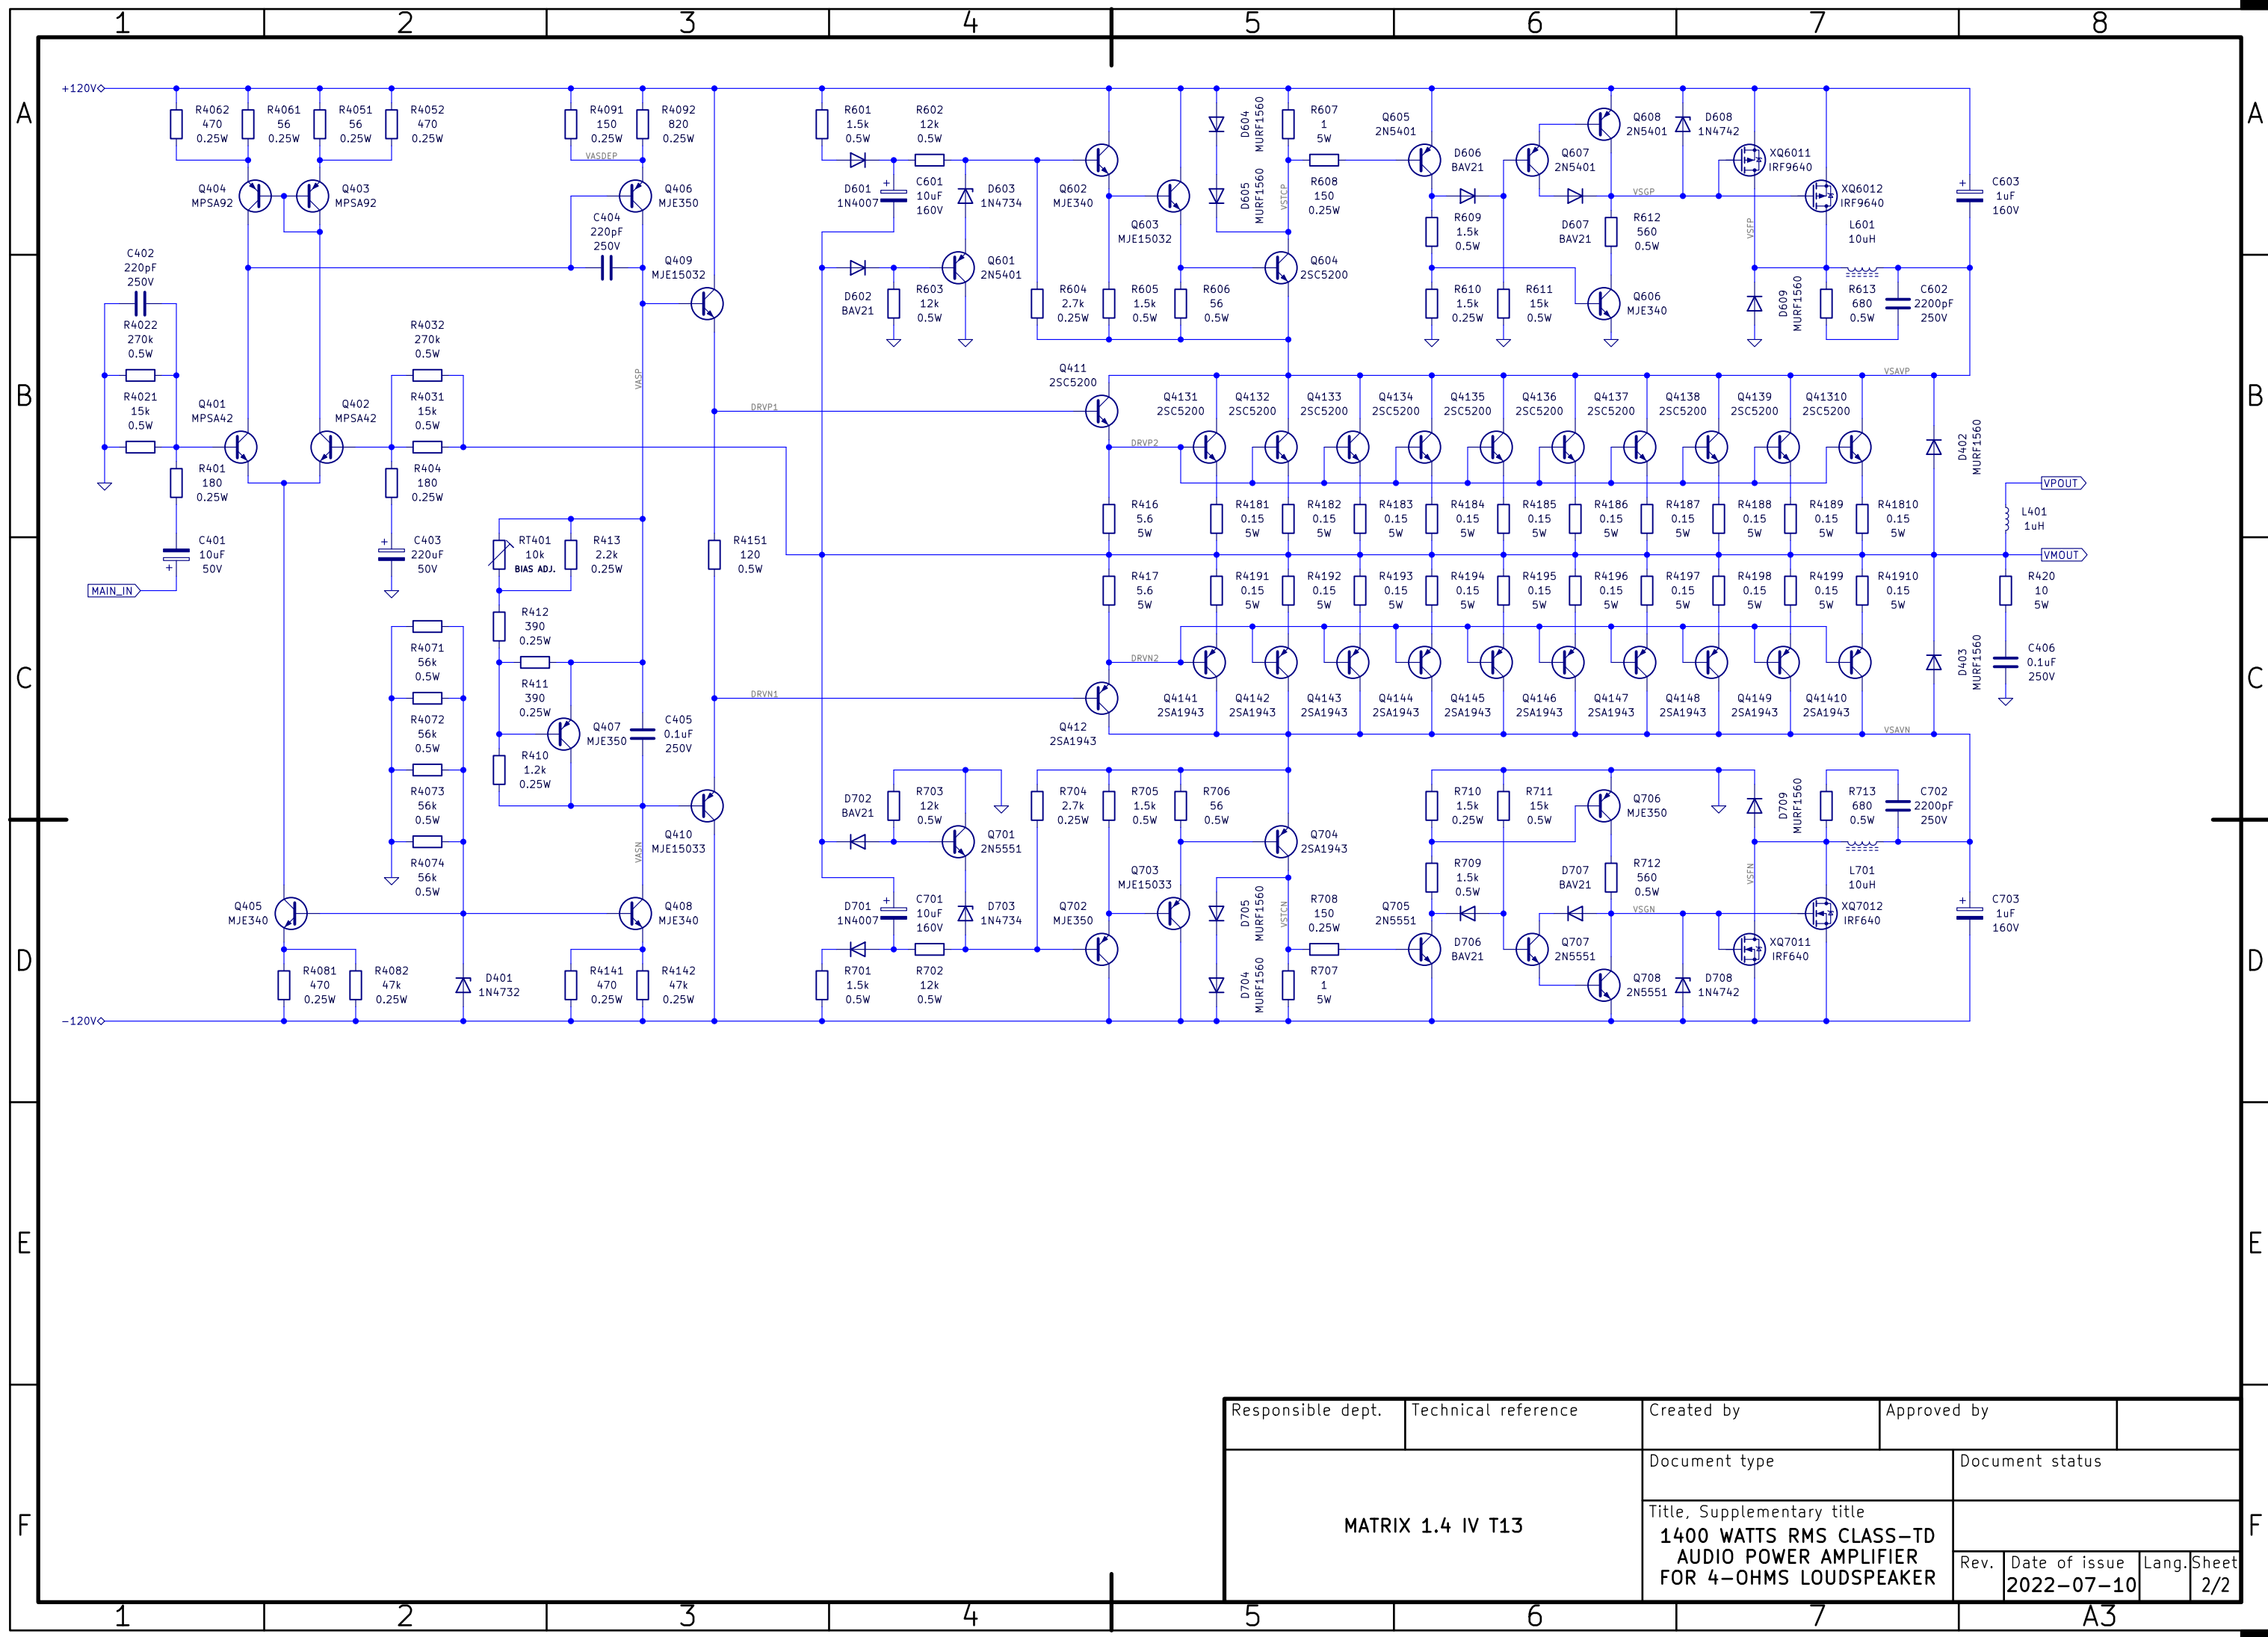 1 2 3 4 5 6 7 8
A A
+120V
R4062 R4061 R4051 R4052 R4091 R4092 R601 R602 R607 Q605 Q608 D608
470 56 56 470 150 820 1.5k 12k 1 2N5401 2N5401 1N4742
0.25W 0.25W 0.25W 0.25W 0.25W 0.25W 0.5W 0.5W 5W
D604 MURF1560
VASDEP
Q404 Q403 Q406 D601 C601 D603 Q602 R608 D606 Q607 XQ6011
MPSA92 MPSA92 MJE350 1N4007 10uF 1N4734 MJE340 150 BAV21 2N5401 IRF9640
160V 0.25W
D605 MURF1560
VSTCP
VSGP
XQ6012
IRF9640
C603
1uF
160V
C404
220pF
250V
Q603
MJE15032
R609
1.5k
0.5W
D607
BAV21
R612
560
0.5W
VSFP
L601
10uH
C402
220pF
250V
Q409
MJE15032
D602
BAV21
R603
12k
0.5W
Q601
2N5401
R604
2.7k
0.25W
R605
1.5k
0.5W
R606
56
0.5W
Q604
2SC5200
R610
1.5k
0.25W
R611
15k
0.5W
Q606
MJE340
D609 MURF1560
R613
680
0.5W
C602
2200pF
250V
B B
R4022
270k
0.5W
R4032
270k
0.5W
VASP
R4021
15k
0.5W
Q401
MPSA42
Q402
MPSA42
R4031
15k
0.5W
DRVP1
Q411
2SC5200
VSAVP
Q4131 Q4132 Q4133 Q4134 Q4135 Q4136 Q4137 Q4138 Q4139 Q41310
2SC5200 2SC5200 2SC5200 2SC5200 2SC5200 2SC5200 2SC5200 2SC5200 2SC5200 2SC5200
DRVP2
D402 MURF1560
R401
180
0.25W
R404
180
0.25W
VPOUT
R416 R4181 R4182 R4183 R4184 R4185 R4186 R4187 R4188 R4189 R41810
5.6 0.15 0.15 0.15 0.15 0.15 0.15 0.15 0.15 0.15 0.15
5W 5W 5W 5W 5W 5W 5W 5W 5W 5W 5W
L401
1uH
C401
10uF
50V
C403
220uF
50V
RT401
10k
BIAS ADJ.
R413
2.2k
0.25W
R4151
120
0.5W
VMOUT
MAIN_IN
R417 R4191 R4192 R4193 R4194 R4195 R4196 R4197 R4198 R4199 R41910
5.6 0.15 0.15 0.15 0.15 0.15 0.15 0.15 0.15 0.15 0.15
5W 5W 5W 5W 5W 5W 5W 5W 5W 5W 5W
R420
10
5W
R412
390
0.25W
C C
R4071
56k
0.5W
R411
390
0.25W
DRVN2
DRVN1
D403 MURF1560
C406
0.1uF
250V
Q412
2SA1943
Q4141 Q4142 Q4143 Q4144 Q4145 Q4146 Q4147 Q4148 Q4149 Q41410
2SA1943 2SA1943 2SA1943 2SA1943 2SA1943 2SA1943 2SA1943 2SA1943 2SA1943 2SA1943
VSAVN
R4072
56k
0.5W
Q407
MJE350
C405
0.1uF
250V
R410
1.2k
0.25W
R4073
56k
0.5W
D702
BAV21
R703
12k
0.5W
R704
2.7k
0.25W
R705
1.5k
0.5W
R706
56
0.5W
R710
1.5k
0.25W
R711
15k
0.5W
Q706
MJE350
D709 MURF1560
R713
680
0.5W
C702
2200pF
250V
Q410
MJE15033
VASN
Q701
2N5551
Q704
2SA1943
R4074
56k
0.5W
Q703
MJE15033
R709
1.5k
0.5W
D707
BAV21
R712
560
0.5W
VSFN
L701
10uH
Q405
MJE340
Q408
MJE340
D701
1N4007
C701
10uF
160V
D703
1N4734
Q702
MJE350
D705 MURF1560
VSTCN
R708
150
0.25W
Q705
2N5551
VSGN
XQ7012
IRF640
C703
1uF
160V
D D
R4081
470
0.25W
R4082
47k
0.25W
D401
1N4732
R4141
470
0.25W
R4142
47k
0.25W
R701
1.5k
0.5W
R702
12k
0.5W
D704 MURF1560
R707
1
5W
D706
BAV21
Q707
2N5551
Q708
2N5551
D708
1N4742
XQ7011
IRF640
-120V
E E
F F
Responsible dept. Technical reference Created by Approved by
Document type Document status
MATRIX 1.4 IV T13
Title, Supplementary title
1400 WATTS RMS CLASS-TD
AUDIO POWER AMPLIFIER
FOR 4-OHMS LOUDSPEAKER
Rev. Date of issue Lang. Sheet
2022-07-10 2/2
1 2 3 4 5 6 7 A3